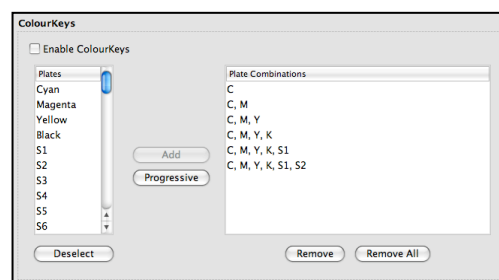 ColourKeys
Enable ColourKeys
Plates
Cyan
Magenta
Yellow
Black
S1
S2
S3
S4
S5
S6
Deselect
Add
Progressive
Plate Combinations
C
C, M
C, M, Y
C, M, Y, K
C, M, Y, K, S1
C, M, Y, K, S1, S2
Remove
Remove All